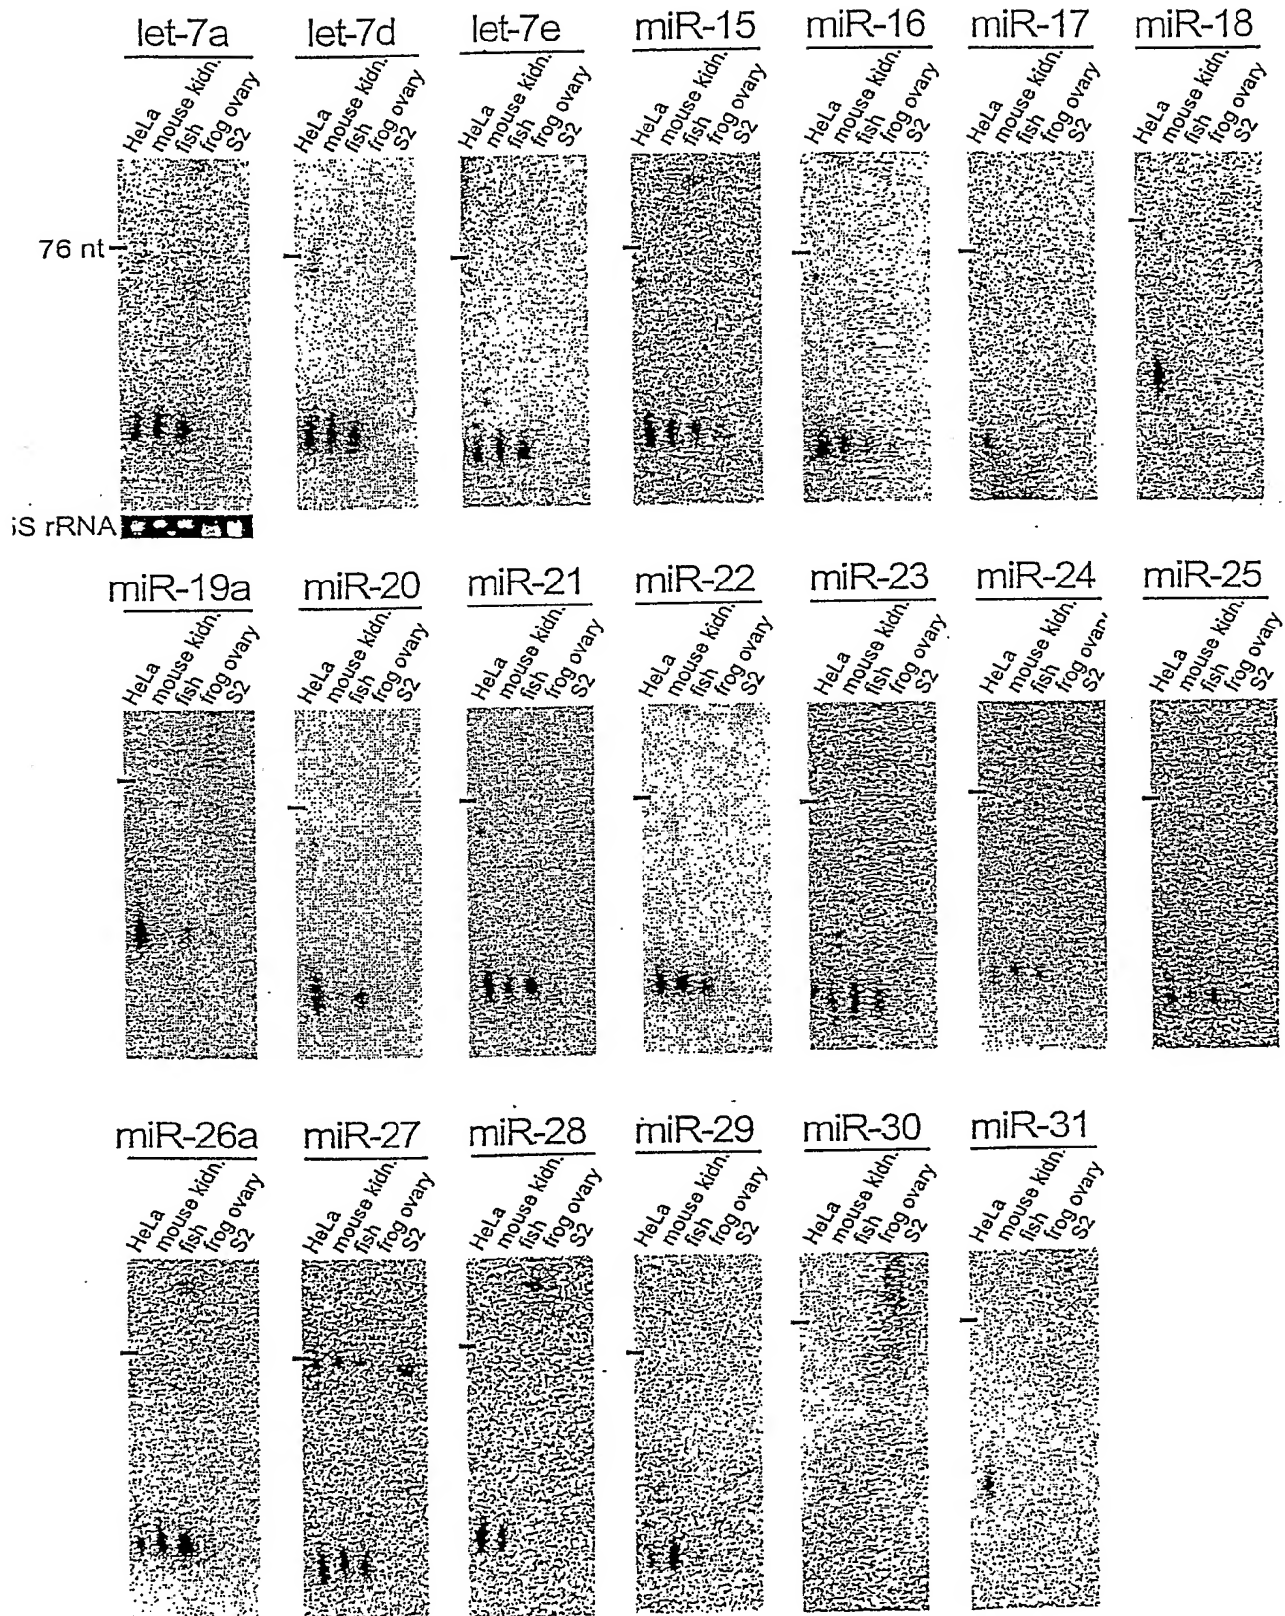 let-7a let-7d let-7e miR-15 miR-16 miR-17 miR-18
HeLa mouse kidn. fish frog ovary S2 HeLa mouse kidn. fish frog ovary S2 HeLa mouse kidn. fish frog ovary S2 HeLa mouse kidn. fish frog ovary S2 HeLa mouse kidn. fish frog ovary S2 HeLa mouse kidn. fish frog ovary S2 HeLa mouse kidn. fish frog ovary S2
76 nt
S rRNA
miR-19a miR-20 miR-21 miR-22 miR-23 miR-24 miR-25
HeLa mouse kidn. fish frog ovary S2 HeLa mouse kidn. fish frog ovary S2 HeLa mouse kidn. fish frog ovary S2 HeLa mouse kidn. fish frog ovary S2 HeLa mouse kidn. fish frog ovary S2 HeLa mouse kidn. fish frog ovary S2 HeLa mouse kidn. fish frog ovary S2
miR-26a miR-27 miR-28 miR-29 miR-30 miR-31
HeLa mouse kidn. fish frog ovary S2 HeLa mouse kidn. fish frog ovary S2 HeLa mouse kidn. fish frog ovary S2 HeLa mouse kidn. fish frog ovary S2 HeLa mouse kidn. fish frog ovary S2 HeLa mouse kidn. fish frog ovary S2